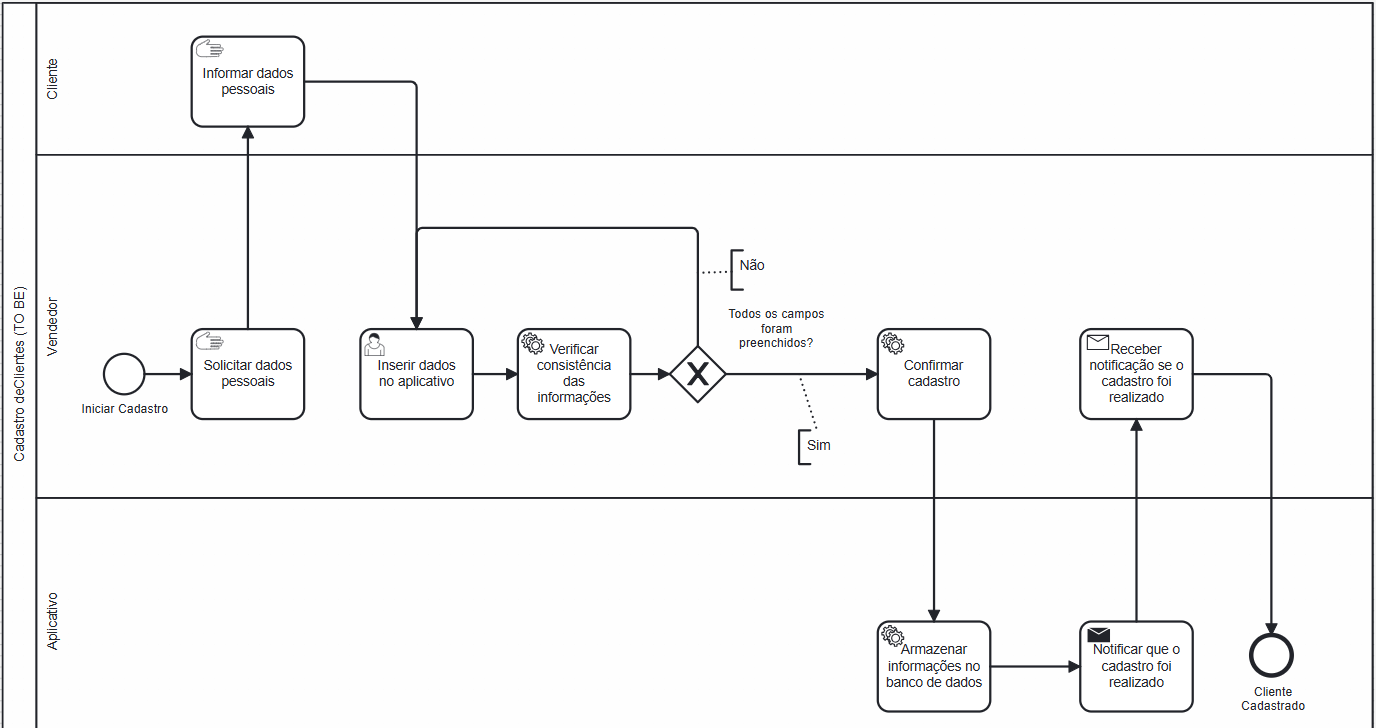 Cadastro deClientes (TO BE)
Cliente
Informar dados
pessoais
Vendedor
Iniciar Cadastro
Solicitar dados
pessoais
Inserir dados
no aplicativo
Verificar
consistência
das
informações
Não
Todos os campos
foram
preenchidos?
Sim
Confirmar
cadastro
Receber
notificação se o
cadastro foi
realizado
Aplicativo
Armazenar
informações no
banco de dados
Notificar que o
cadastro foi
realizado
Cliente
Cadastrado